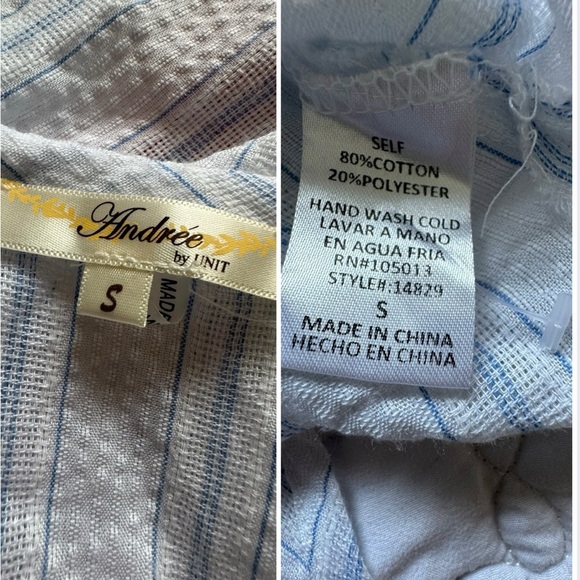 Andrée
by UNIT
S
MADE
SELF
80%COTTON
20%POLYESTER
HAND WASH COLD
LAVAR A MANO
EN AGUA FRIA
RN#105013
STYLE#:14829
S
MADE IN CHINA
HECHO EN CHINA